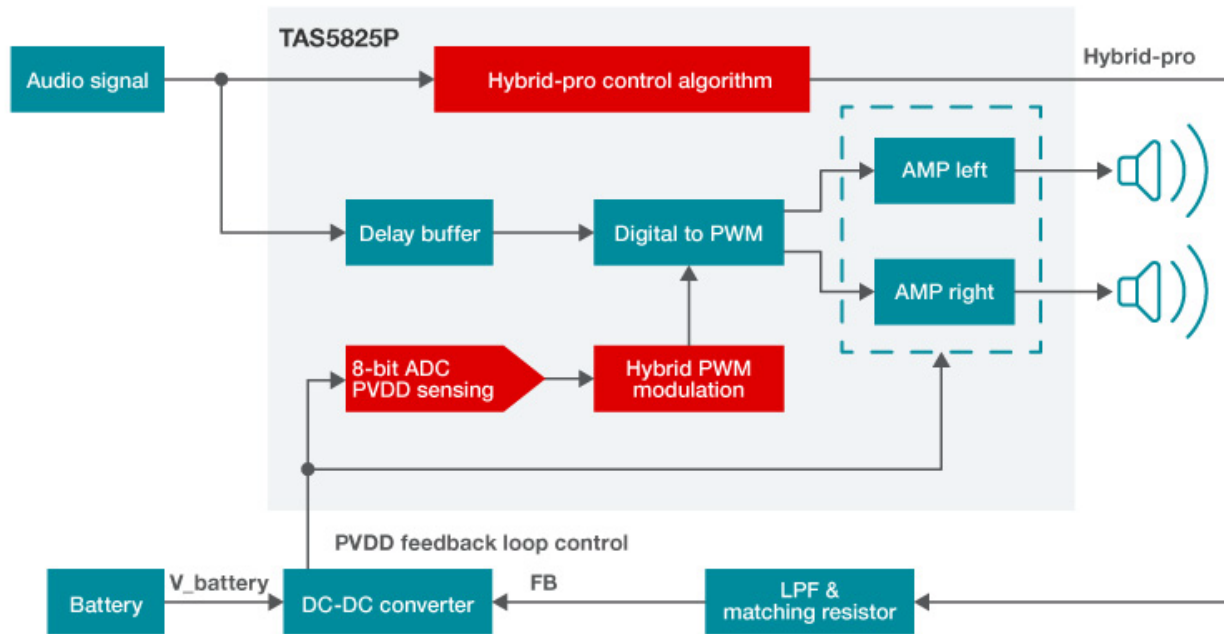 TAS5825P
Hybrid-pro
Audio signal
Hybrid-pro control algorithm
AMP left
Delay buffer
Digital to PWM
AMP right
8-bit ADC
PVDD sensing
Hybrid PWM
modulation
PVDD feedback loop control
V_battery
FB
Battery
DC-DC converter
LPF &
matching resistor